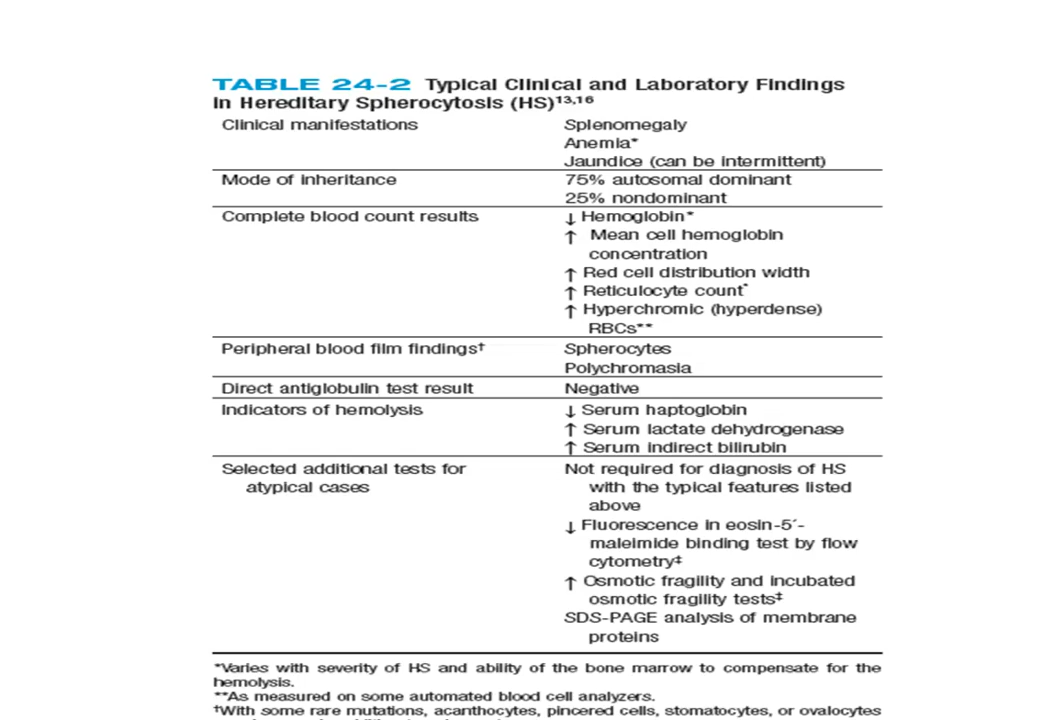 TABLE 24-2 Typical Clinical and Laboratory Findings
in Hereditary Spherocytosis (HS)13,16
Clinical manifestations Splenomegaly
Anemia*
Jaundice (can be intermittent)
Mode of inheritance 75% autosomal dominant
25% nondominant
Complete blood count results ↓ Hemoglobin*
↑ Mean cell hemoglobin
concentration
↑ Red cell distribution width
↑ Reticulocyte count*
↑ Hyperchromic (hyperdense)
RBCs**
Peripheral blood film findings† Spherocytes
Polychromasia
Direct antiglobulin test result Negative
Indicators of hemolysis ↓ Serum haptoglobin
↑ Serum lactate dehydrogenase
↑ Serum indirect bilirubin
Selected additional tests for Not required for diagnosis of HS
atypical cases with the typical features listed
above
↓ Fluorescence in eosin-5´-
maleimide binding test by flow
cytometry‡
↑ Osmotic fragility and incubated
osmotic fragility tests‡
SDS-PAGE analysis of membrane
proteins
*Varies with severity of HS and ability of the bone marrow to compensate for the
hemolysis.
**As measured on some automated blood cell analyzers.
†With some rare mutations, acanthocytes, pincered cells, stomatocytes, or ovalocytes